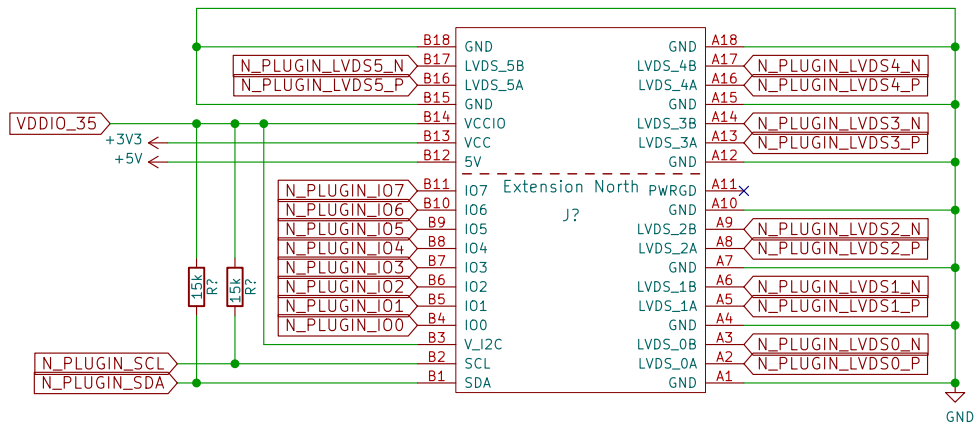 B18 GND GND A18
N_PLUGIN_LVDS5_N B17 LVDS_5B LVDS_4B A17 N_PLUGIN_LVDS4_N
N_PLUGIN_LVDS5_P B16 LVDS_5A LVDS_4A A16 N_PLUGIN_LVDS4_P
B15 GND GND A15
VDDIO_35 B14 VCCIO LVDS_3B A14 N_PLUGIN_LVDS3_N
+3V3 B13 VCC LVDS_3A A13 N_PLUGIN_LVDS3_P
+5V B12 5V GND A12
N_PLUGIN_IO7 B11 IO7 Extension North PWRGD A11
N_PLUGIN_IO6 B10 IO6 GND A10
J?
N_PLUGIN_IO5 B9 IO5 LVDS_2B A9 N_PLUGIN_LVDS2_N
N_PLUGIN_IO4 B8 IO4 LVDS_2A A8 N_PLUGIN_LVDS2_P
N_PLUGIN_IO3 B7 IO3 GND A7
15k R? 15k R? N_PLUGIN_IO2 B6 IO2 LVDS_1B A6 N_PLUGIN_LVDS1_N
N_PLUGIN_IO1 B5 IO1 LVDS_1A A5 N_PLUGIN_LVDS1_P
N_PLUGIN_IO0 B4 IO0 GND A4
B3 V_I2C LVDS_0B A3 N_PLUGIN_LVDS0_N
N_PLUGIN_SCL B2 SCL LVDS_0A A2 N_PLUGIN_LVDS0_P
N_PLUGIN_SDA B1 SDA GND A1
GND